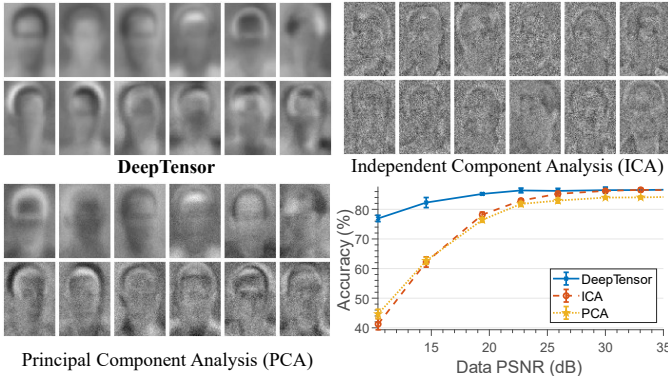 DeepTensor
Independent Component Analysis (ICA)
Principal Component Analysis (PCA)
Accuracy (%)
80
70
60
50
40
DeepTensor
ICA
PCA
15
20
25
30
35
Data PSNR (dB)